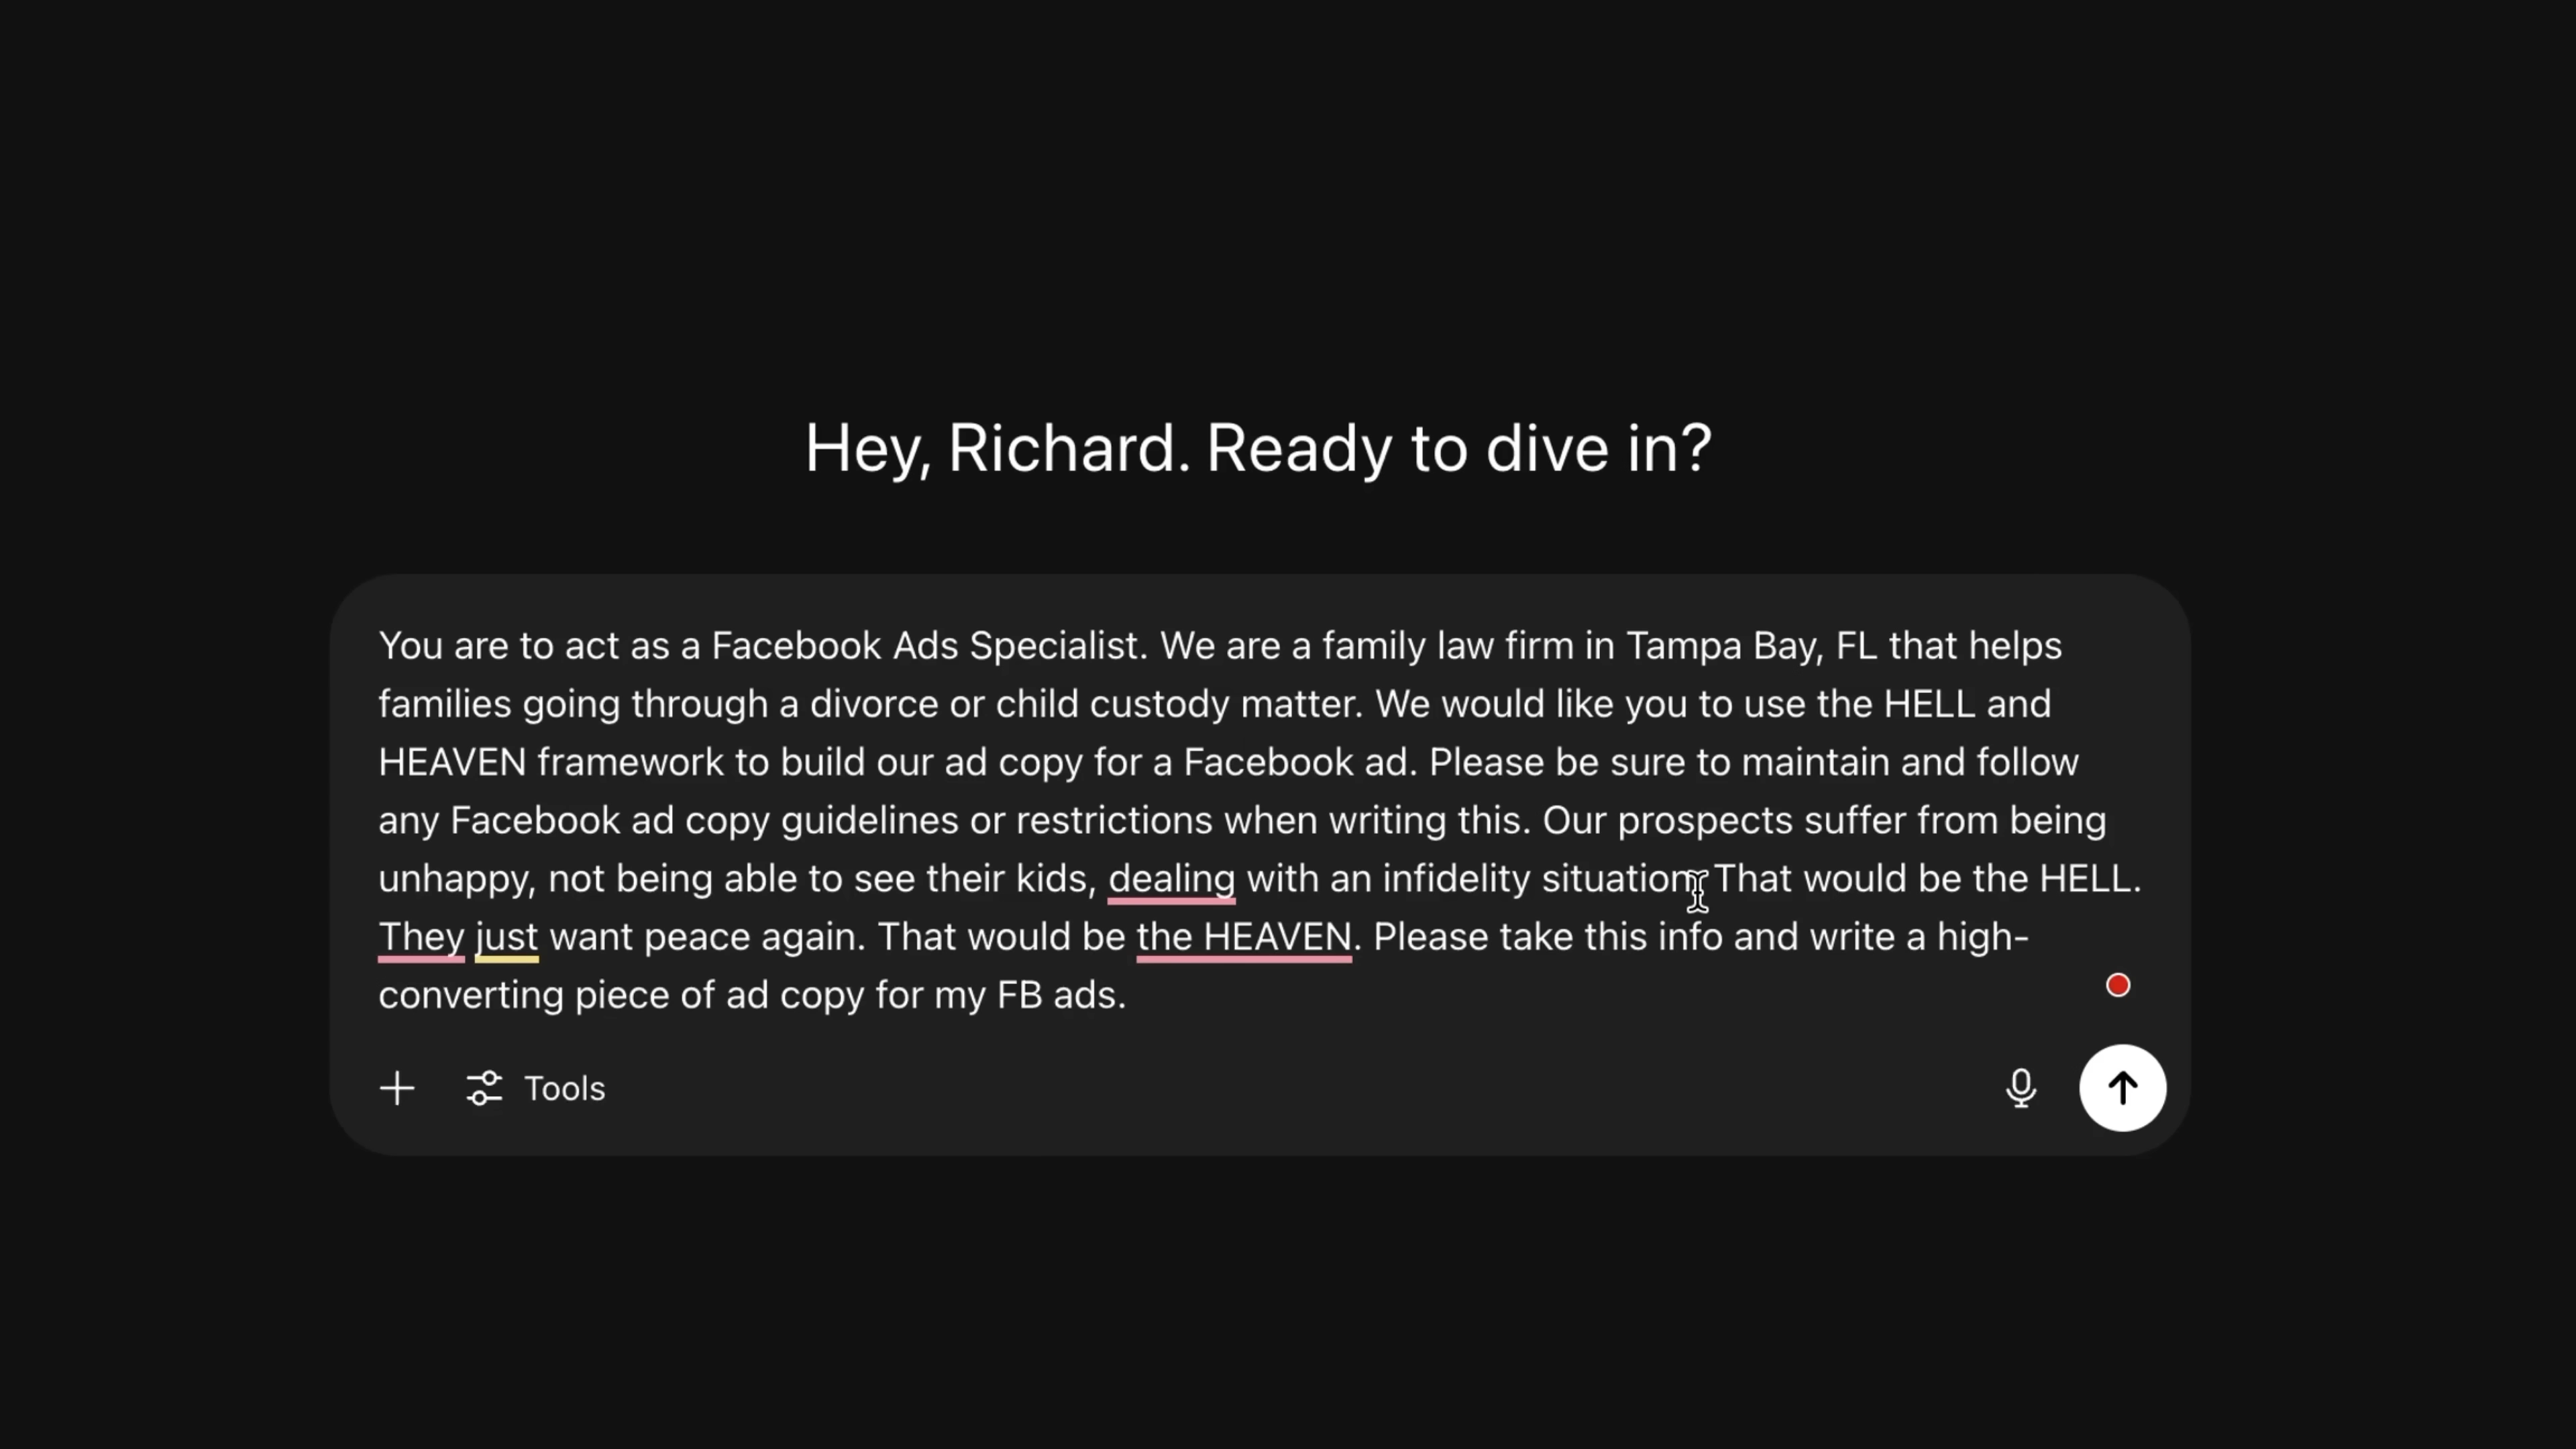 Hey, Richard. Ready to dive in?
You are to act as a Facebook Ads Specialist. We are a family law firm in Tampa Bay, FL that helps
families going through a divorce or child custody matter. We would like you to use the HELL and
HEAVEN framework to build our ad copy for a Facebook ad. Please be sure to maintain and follow
any Facebook ad copy guidelines or restrictions when writing this. Our prospects suffer from being
unhappy, not being able to see their kids, dealing with an infidelity situation. That would be the HELL.
They just want peace again. That would be the HEAVEN. Please take this info and write a high-
converting piece of ad copy for my FB ads.
Tools